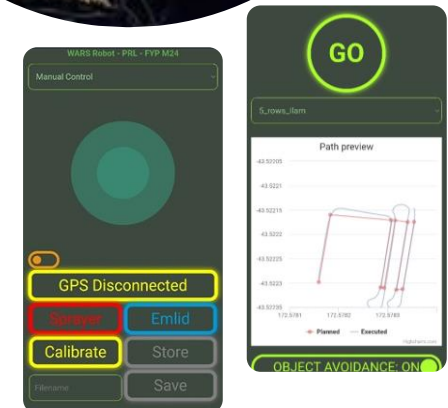 WARS Robot - PRL - FYP M24
Manual Control
GPS Disconnected
Sprayer
Emlid
Calibrate
Store
Filename
Save
GO
5_rows_ilam
Path preview
-43.52205
-43.5221
-43.52215
-43.5222
-43.52225
-43.5223
-43.52235
172.5781
172.5782
172.5783
Planned
Executed
Highcharts.com
OBJECT AVOIDANCE: ON